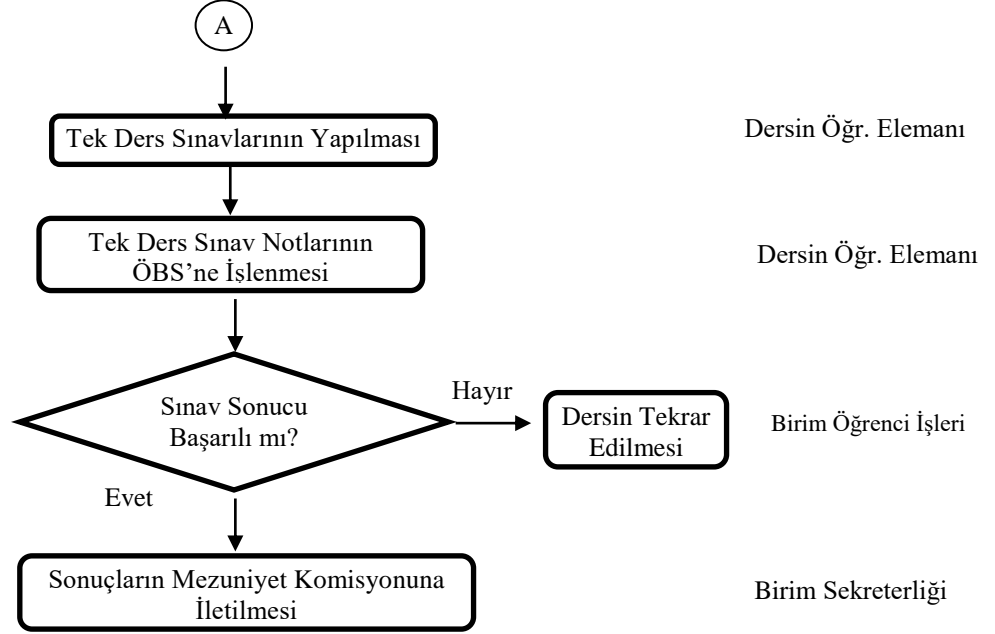 A
Tek Ders Sınavlarının Yapılması
Dersin Öğr. Elemanı
Tek Ders Sınav Notlarının
ÖBS’ne İşlenmesi
Dersin Öğr. Elemanı
Sınav Sonucu
Başarılı mı?
Hayır
Dersin Tekrar
Edilmesi
Birim Öğrenci İşleri
Evet
Sonuçların Mezuniyet Komisyonuna
İletilmesi
Birim Sekreterliği